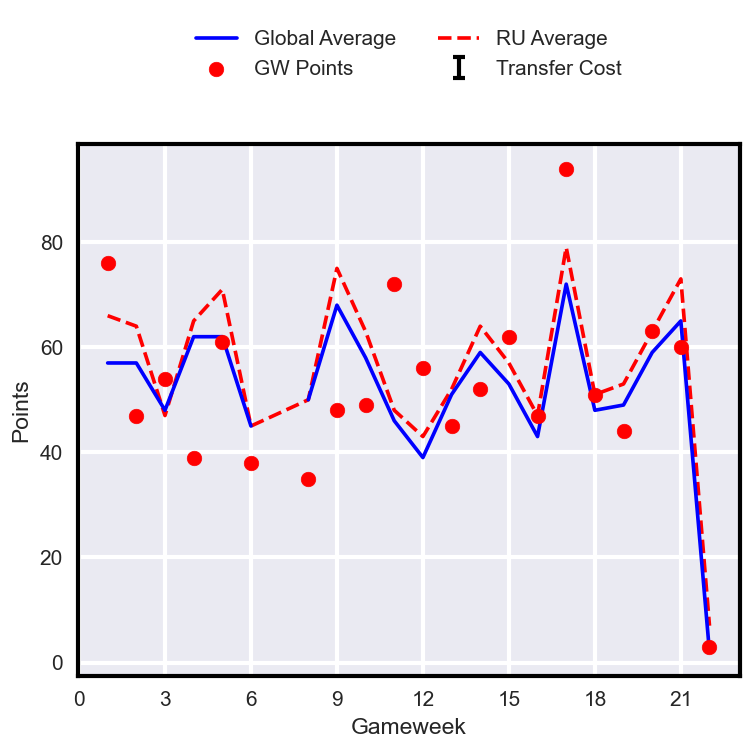 Global Average RU Average
GW Points Transfer Cost
80
60
40
20
0
Points
0 3 6 9 12 15 18 21
Gameweek